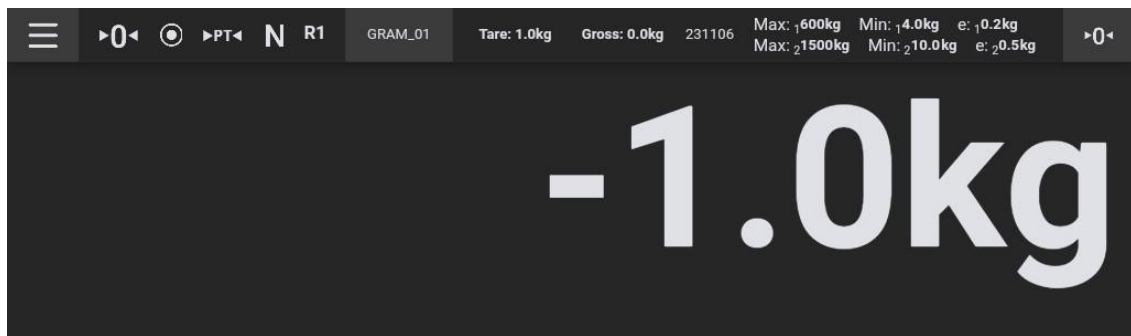 ▸0◂ ▸PT◂ N R1 GRAM_01 Tare: 1.0kg Gross: 0.0kg 231106 Max: ₁600kg Min: ₁4.0kg e: ₁0.2kg ▸0◂
Max: ₂1500kg Min: ₂10.0kg e: ₂0.5kg
-1.0kg